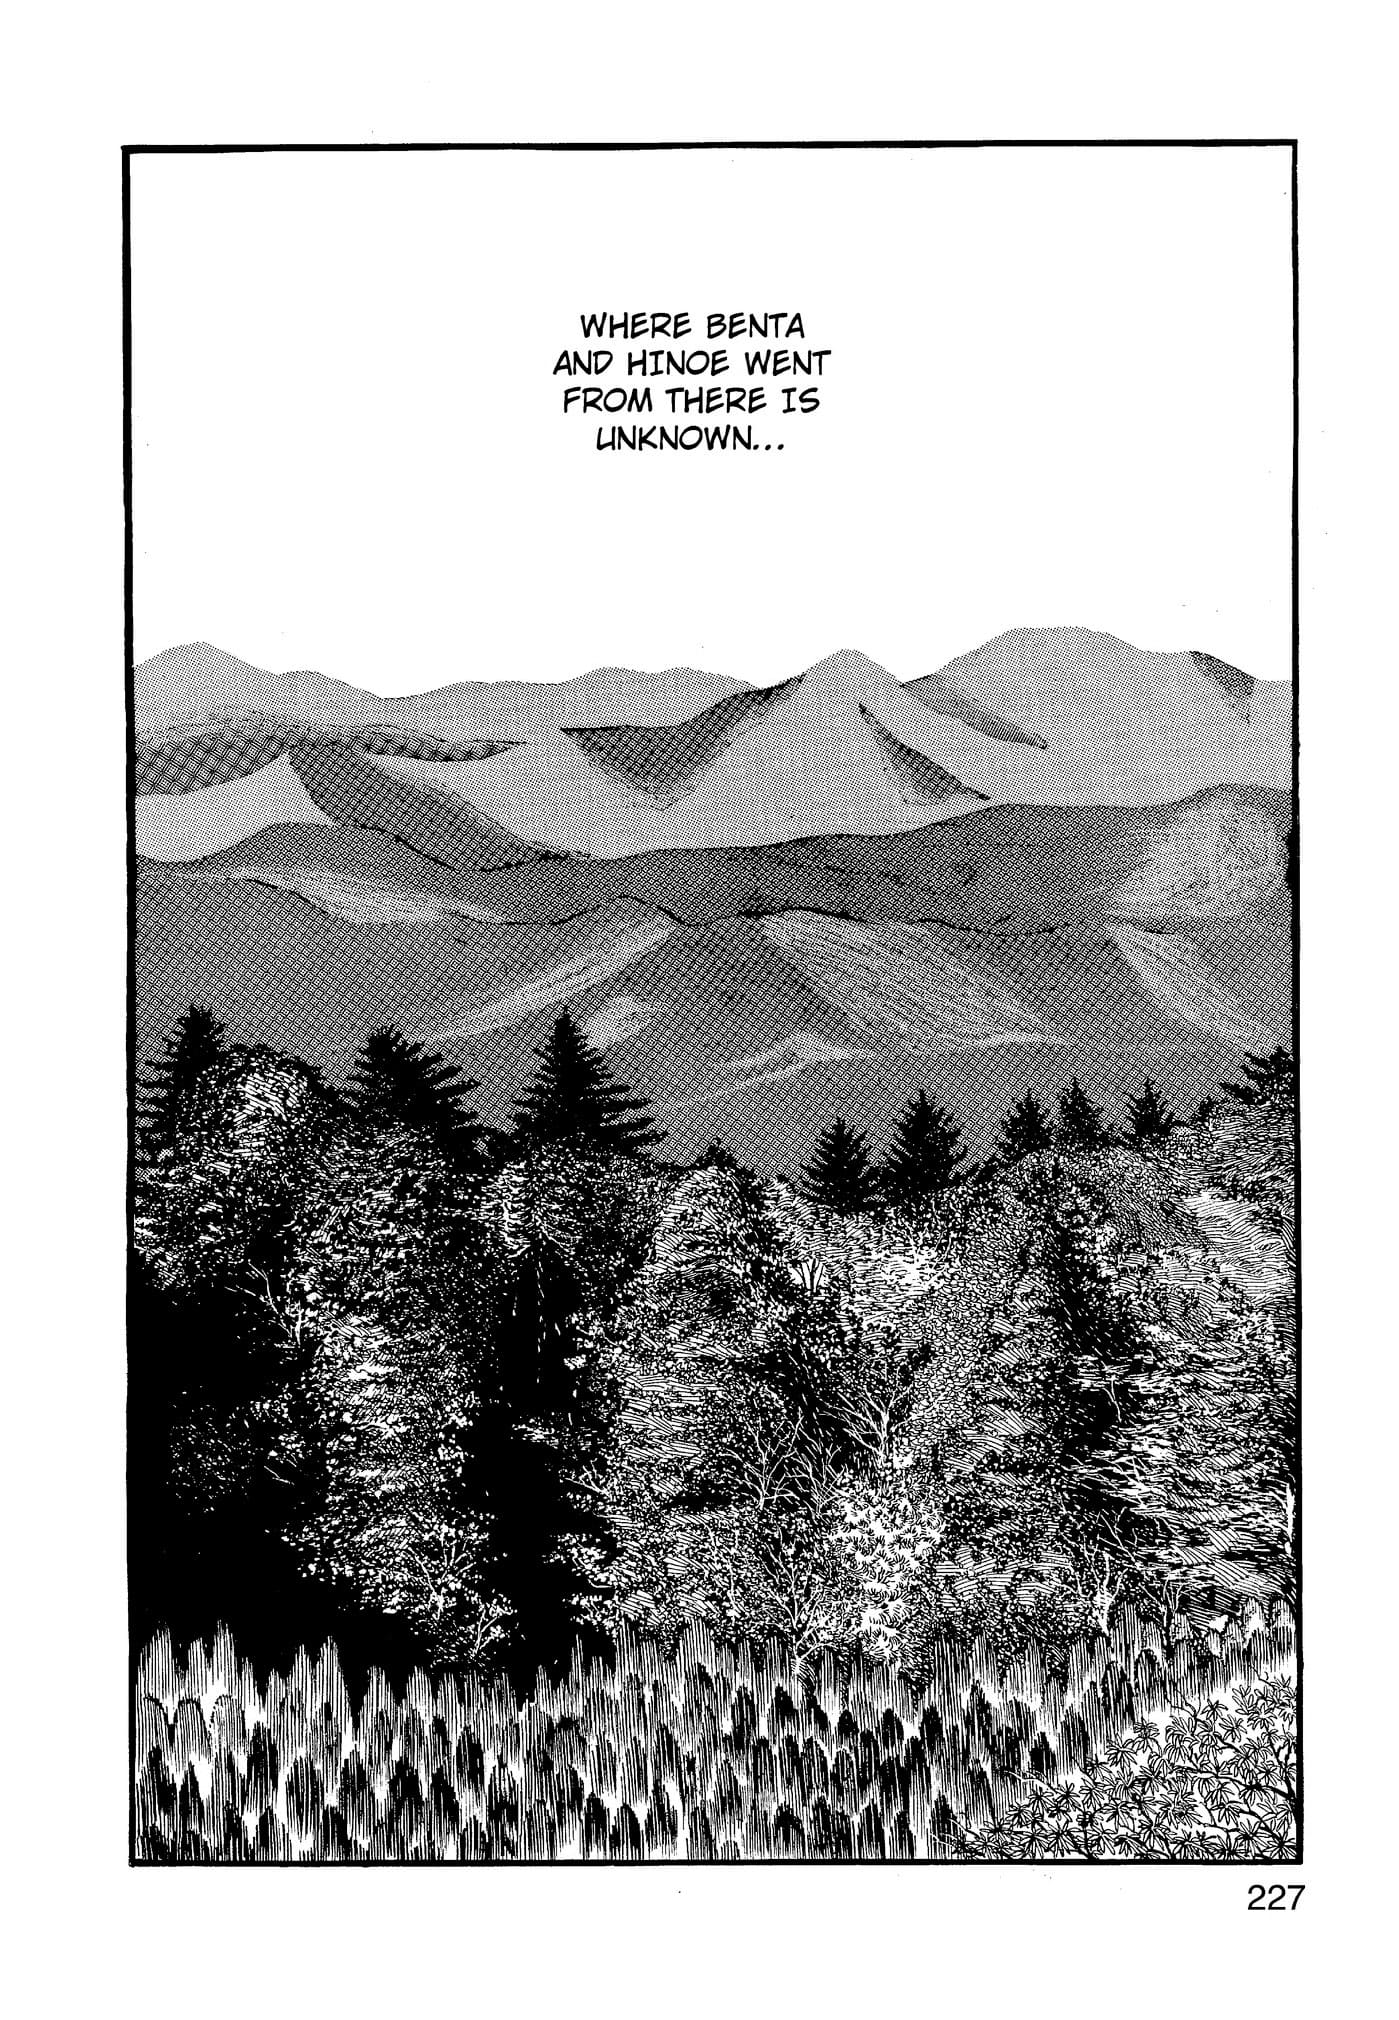 WHERE BENTA
AND HINOE WENT
FROM THERE IS
UNKNOWN...
227